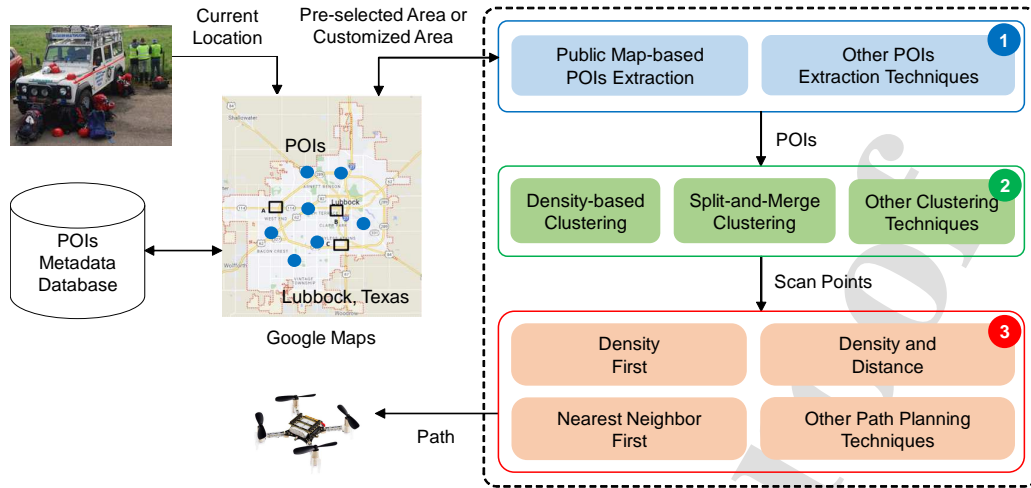 Current
Location
Pre-selected Area or
Customized Area
1
Public Map-based
POIs Extraction
Other POIs
Extraction Techniques
POIs
POIs
2
Density-based
Clustering
Split-and-Merge
Clustering
Other Clustering
Techniques
Lubbock
A
B
C
POIs
Metadata
Database
Lubbock, Texas
Google Maps
Scan Points
3
Density
First
Density and
Distance
Nearest Neighbor
First
Other Path Planning
Techniques
Path